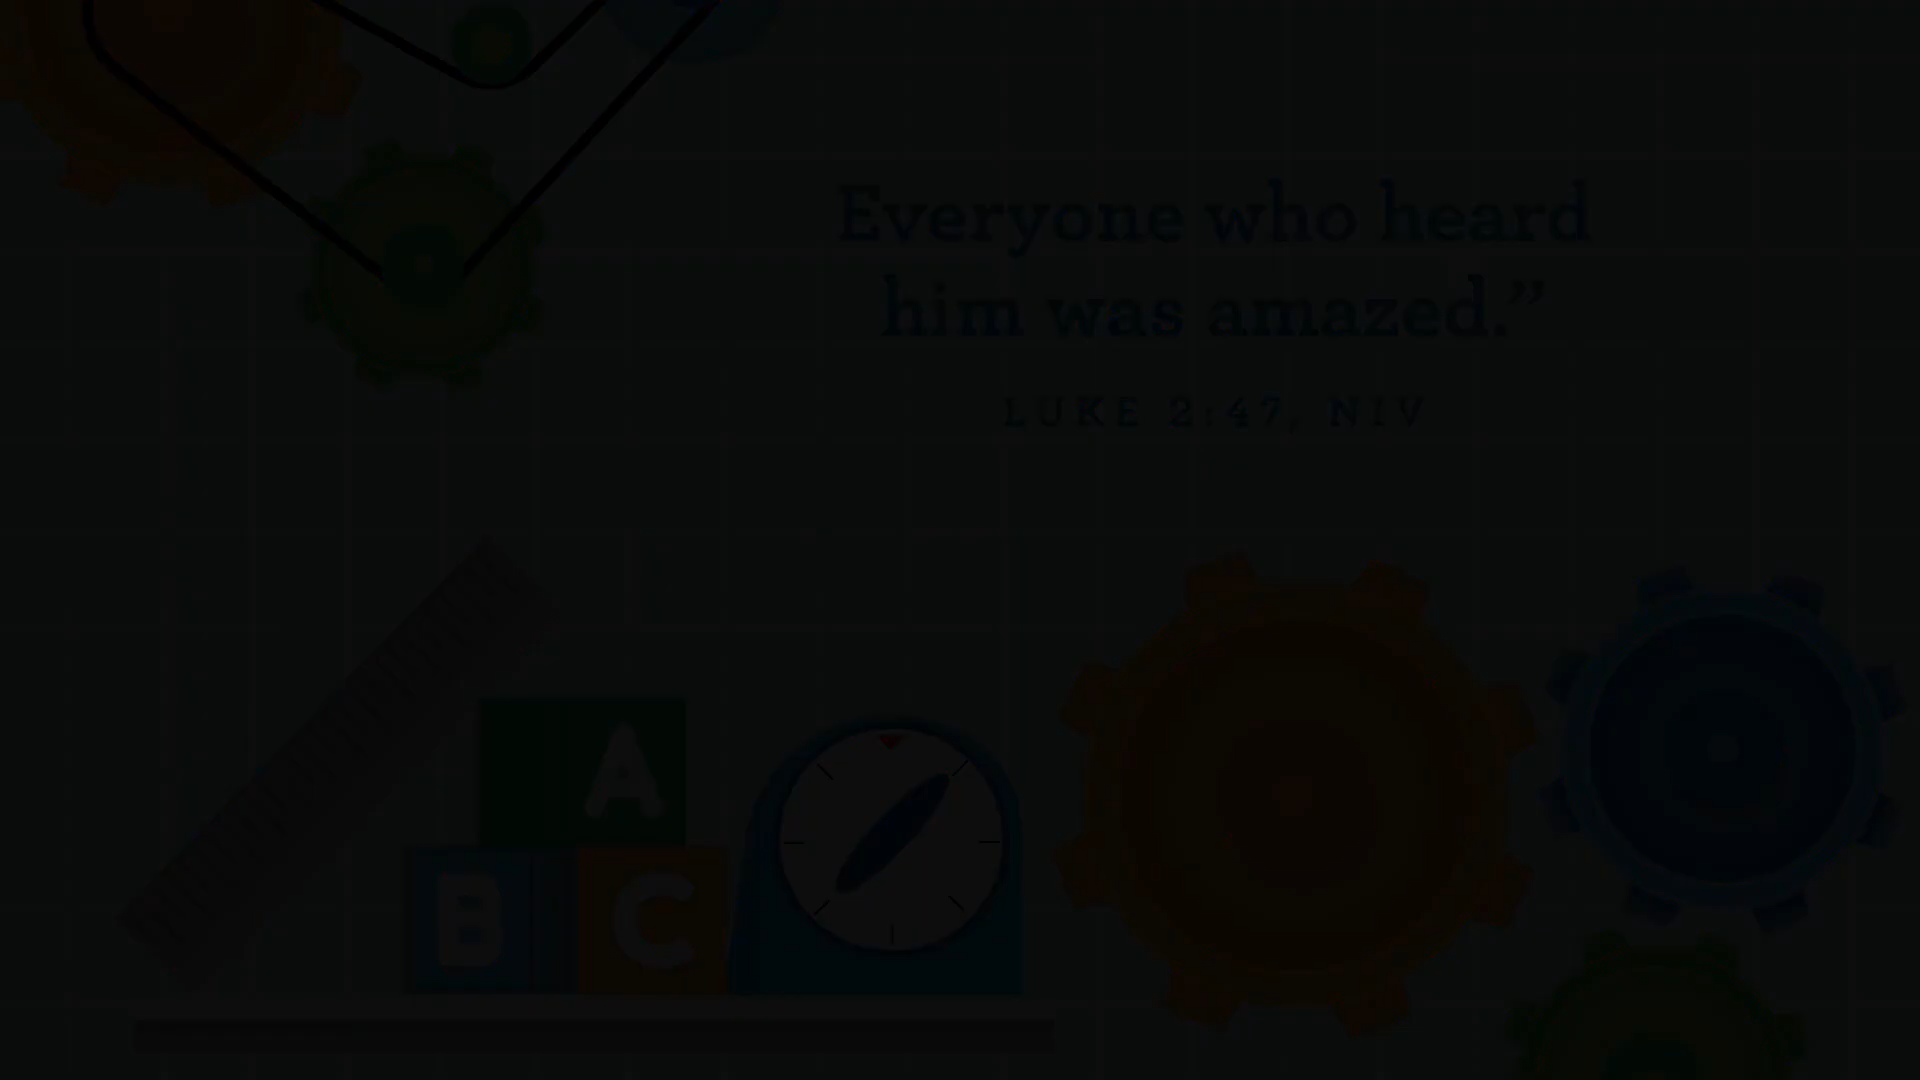 Everyone who heard
him was amazed.”
LUKE 2:47, NIV
A
B
C